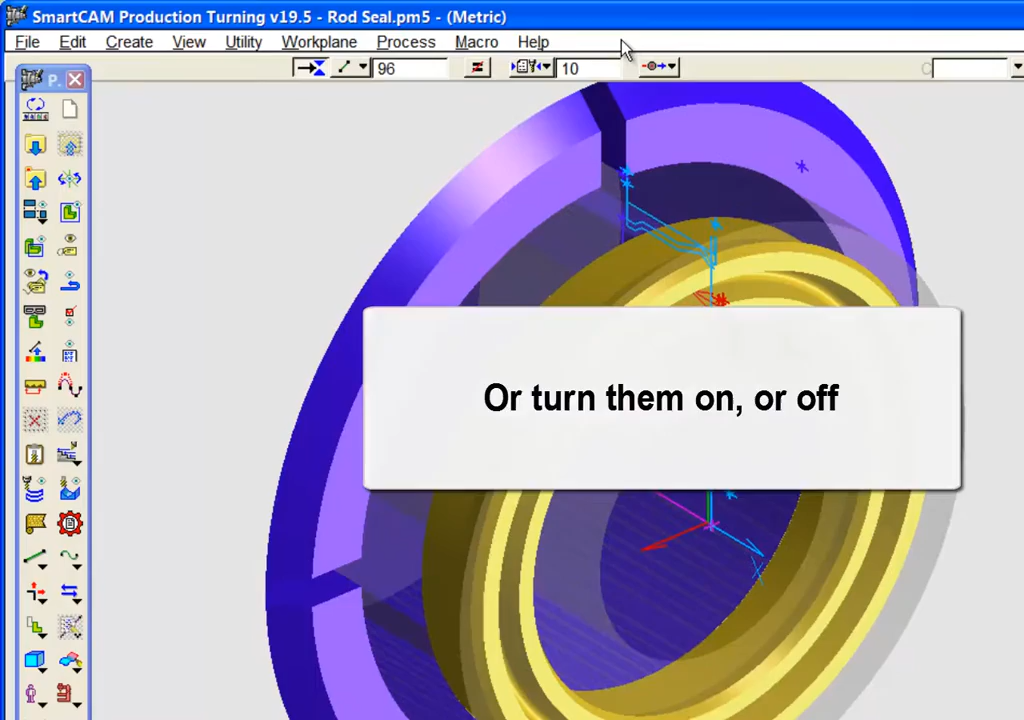 SmartCAM Production Turning v19.5 - Rod Seal.pm5 - (Metric)
File Edit Create View Utility Workplane Process Macro Help
96 10 C
P.
Or turn them on, or off
X